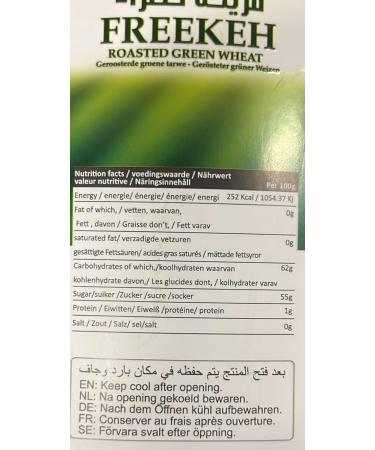 فريكة خضراء
FREEKEH
ROASTED GREEN WHEAT
Geroosterde groene tarwe - Gerösteter grüner Weizen
Nutrition facts / voedingswaarde / Nährwert
valeur nutritive / Näringsinnehåll
Per 100g
Energy / energie/ énergie/ énergie/ energi 252 Kcal / 1054.37 Kj
Fat of which, / vetten, waarvan, 0g
Fett , davon / Graisse don't, / Fett varav
saturated fat/ verzadigde vetzuren 0g
gesättigte Fettsäuren/ acides gras saturés / mättade fettsyror
Carbohydrates of which,/koolhydraten waarvan 62g
kohlenhydrate davon,/ Les glucides dont, / kolhydrater varav
Sugar/suiker /Zucker /sucre /socker 55g
Protein / Eiwitten/ Eiweiß /protéine/ protein 1g
Salt / Zout / Salz/ sel/salt 0g
بعد فتح المنتج يتم حفظه في مكان بارد وجاف
EN: Keep cool after opening.
NL: Na opening gekoeld bewaren.
DE: Nach dem Öffnen kühl aufbewahren.
FR: Conserver au frais après ouverture.
SE: Förvara svalt efter öppning.